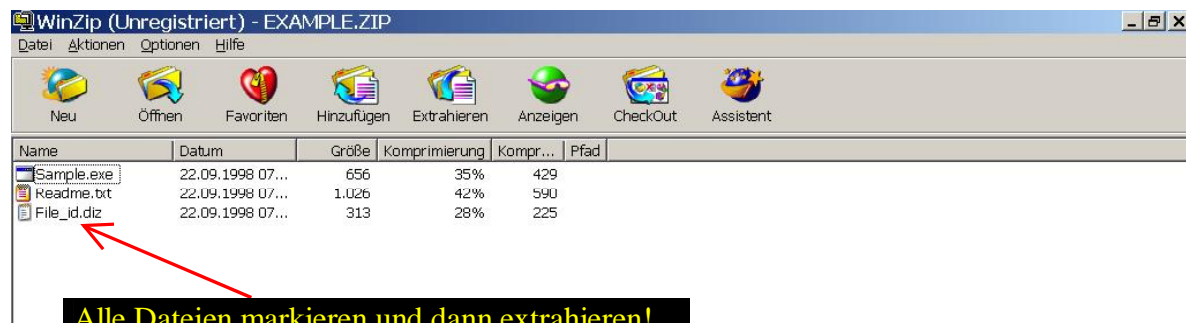 WinZip (Unregistriert) - EXAMPLE.ZIP
Datei Aktionen Optionen Hilfe
Neu Öffnen Favoriten Hinzufügen Extrahieren Anzeigen CheckOut Assistent
Name Datum Größe Komprimierung Kompr... Pfad
Sample.exe 22.09.1998 07... 656 35% 429
Readme.txt 22.09.1998 07... 1.026 42% 590
File_id.diz 22.09.1998 07... 313 28% 225
Alle Dateien markieren und dann extrahieren!